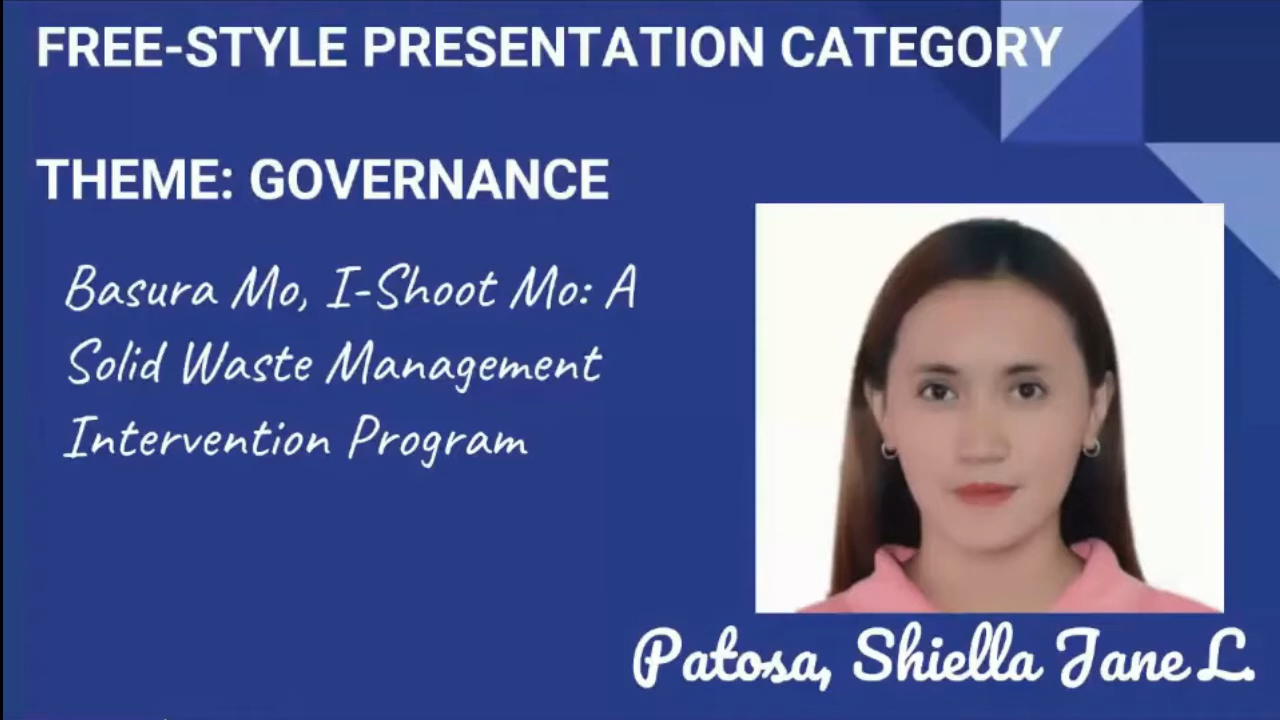 FREE-STYLE PRESENTATION CATEGORY
THEME: GOVERNANCE
Basura Mo, I-Shoot Mo: A
Solid Waste Management
Intervention Program
Patosa, Shiella Jane L.